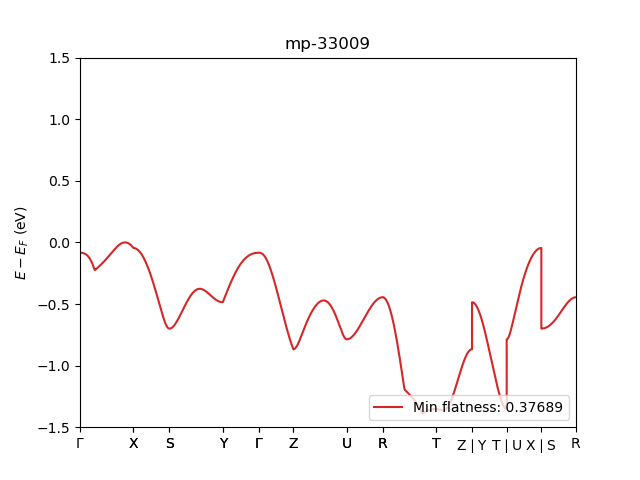 mp-33009
E − E_F (eV)
1.5
1.0
0.5
0.0
−0.5
−1.0
−1.5
Min flatness: 0.37689
Γ X S Y Γ Z U R T Z|Y T|U X|S R